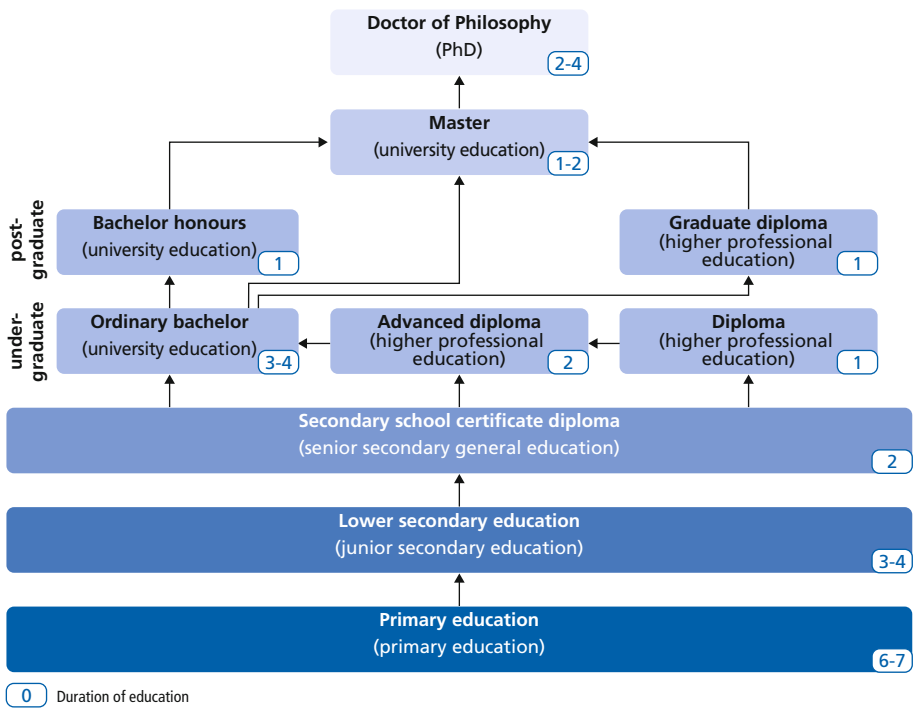 Doctor of Philosophy
(PhD)
2-4
Master
(university education)
1-2
post-
graduate
Bachelor honours
(university education)
1
Graduate diploma
(higher professional
education)
1
under-
graduate
Ordinary bachelor
(university education)
3-4
Advanced diploma
(higher professional
education)
2
Diploma
(higher professional
education)
1
Secondary school certificate diploma
(senior secondary general education)
2
Lower secondary education
(junior secondary education)
3-4
Primary education
(primary education)
6-7
0 Duration of education